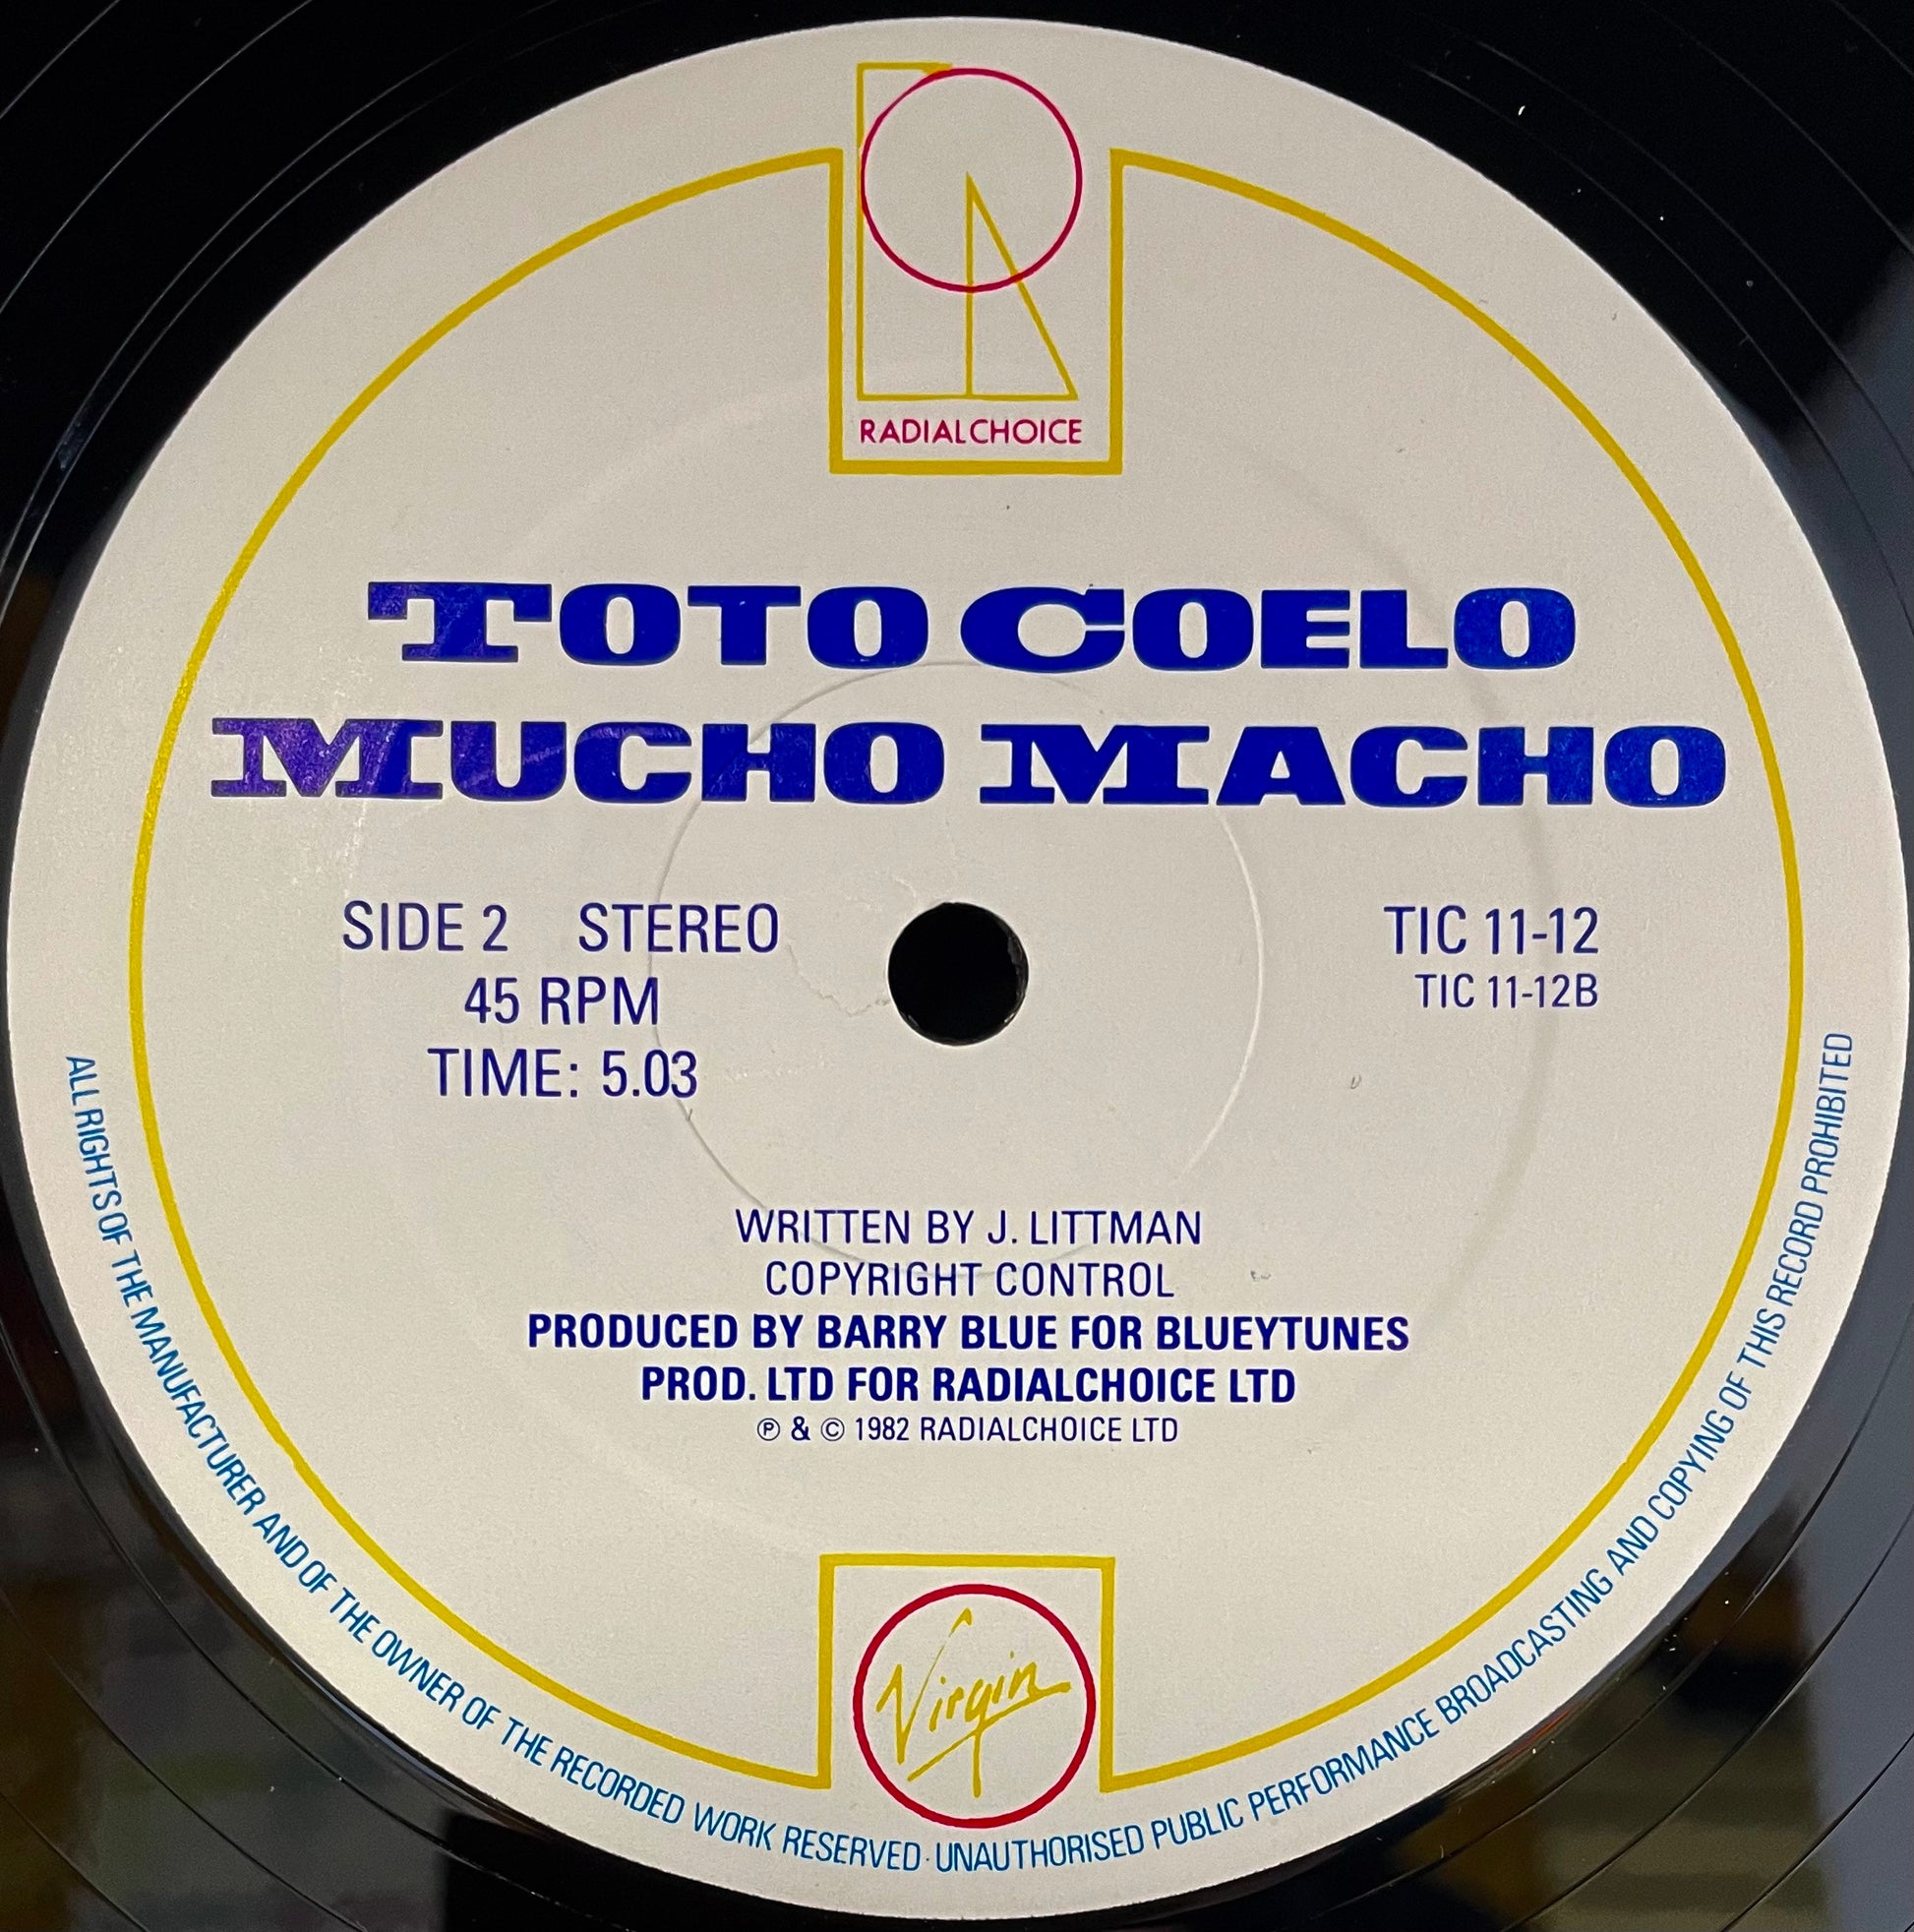 RADIALCHOICE
TOTO COELO
MUCHO MACHO
SIDE 2 STEREO
45 RPM
TIME: 5.03
TIC 11-12
TIC 11-12B
WRITTEN BY J. LITTMAN
COPYRIGHT CONTROL
PRODUCED BY BARRY BLUE FOR BLUEYTUNES
PROD. LTD FOR RADIALCHOICE LTD
℗ & © 1982 RADIALCHOICE LTD
Virgin
ALL RIGHTS OF THE MANUFACTURER AND OF THE OWNER OF THE RECORDED WORK RESERVED · UNAUTHORISED PUBLIC PERFORMANCE BROADCASTING AND COPYING OF THIS RECORD PROHIBITED